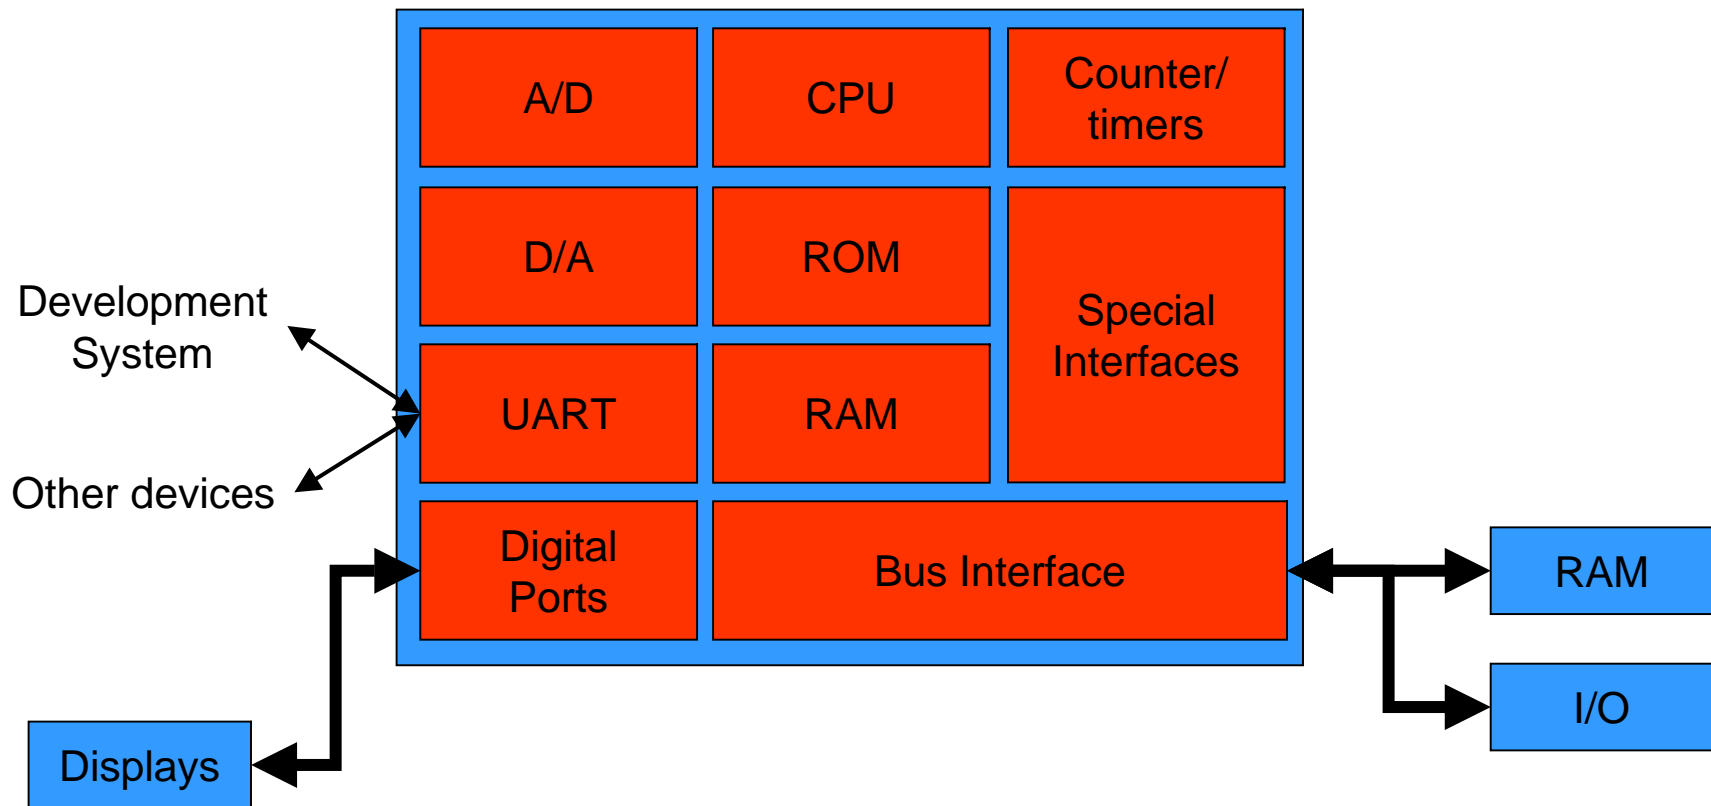 A/D
CPU
Counter/
timers
D/A
ROM
Special
Interfaces
Development
System
UART
RAM
Other devices
Digital
Ports
Bus Interface
RAM
I/O
Displays